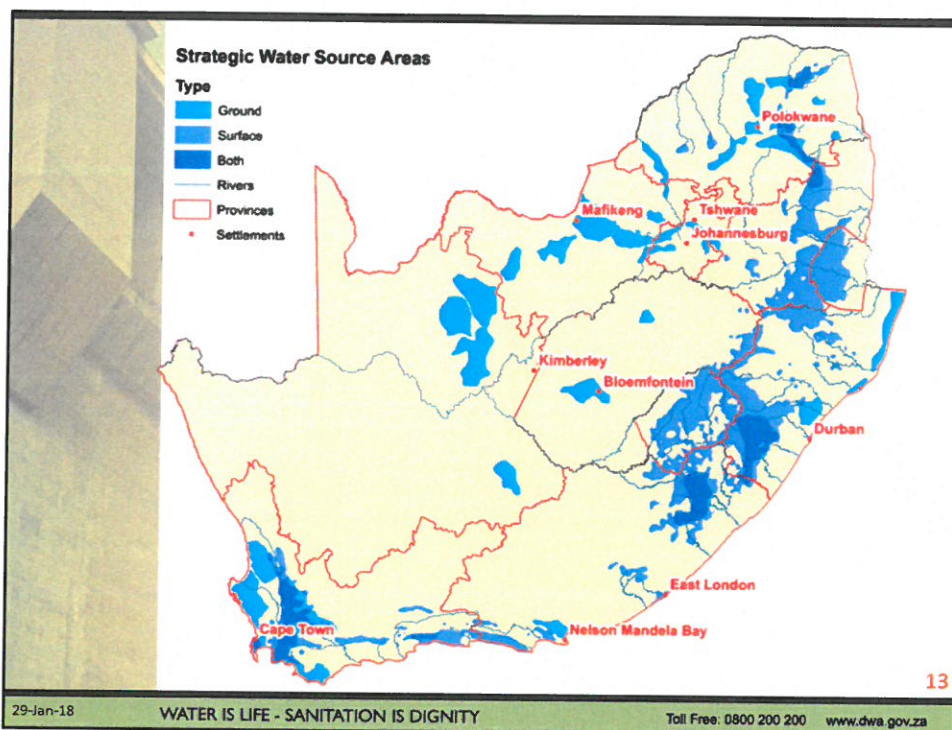 Strategic Water Source Areas
Type
Ground
Surface
Both
Rivers
Provinces
Settlements
Polokwane
Mafikeng
Tshwane
Johannesburg
Kimberley
Bloemfontein
Durban
East London
Cape Town
Nelson Mandela Bay
13
29-Jan-18
WATER IS LIFE - SANITATION IS DIGNITY
Toll Free: 0800 200 200 www.dwa.gov.za